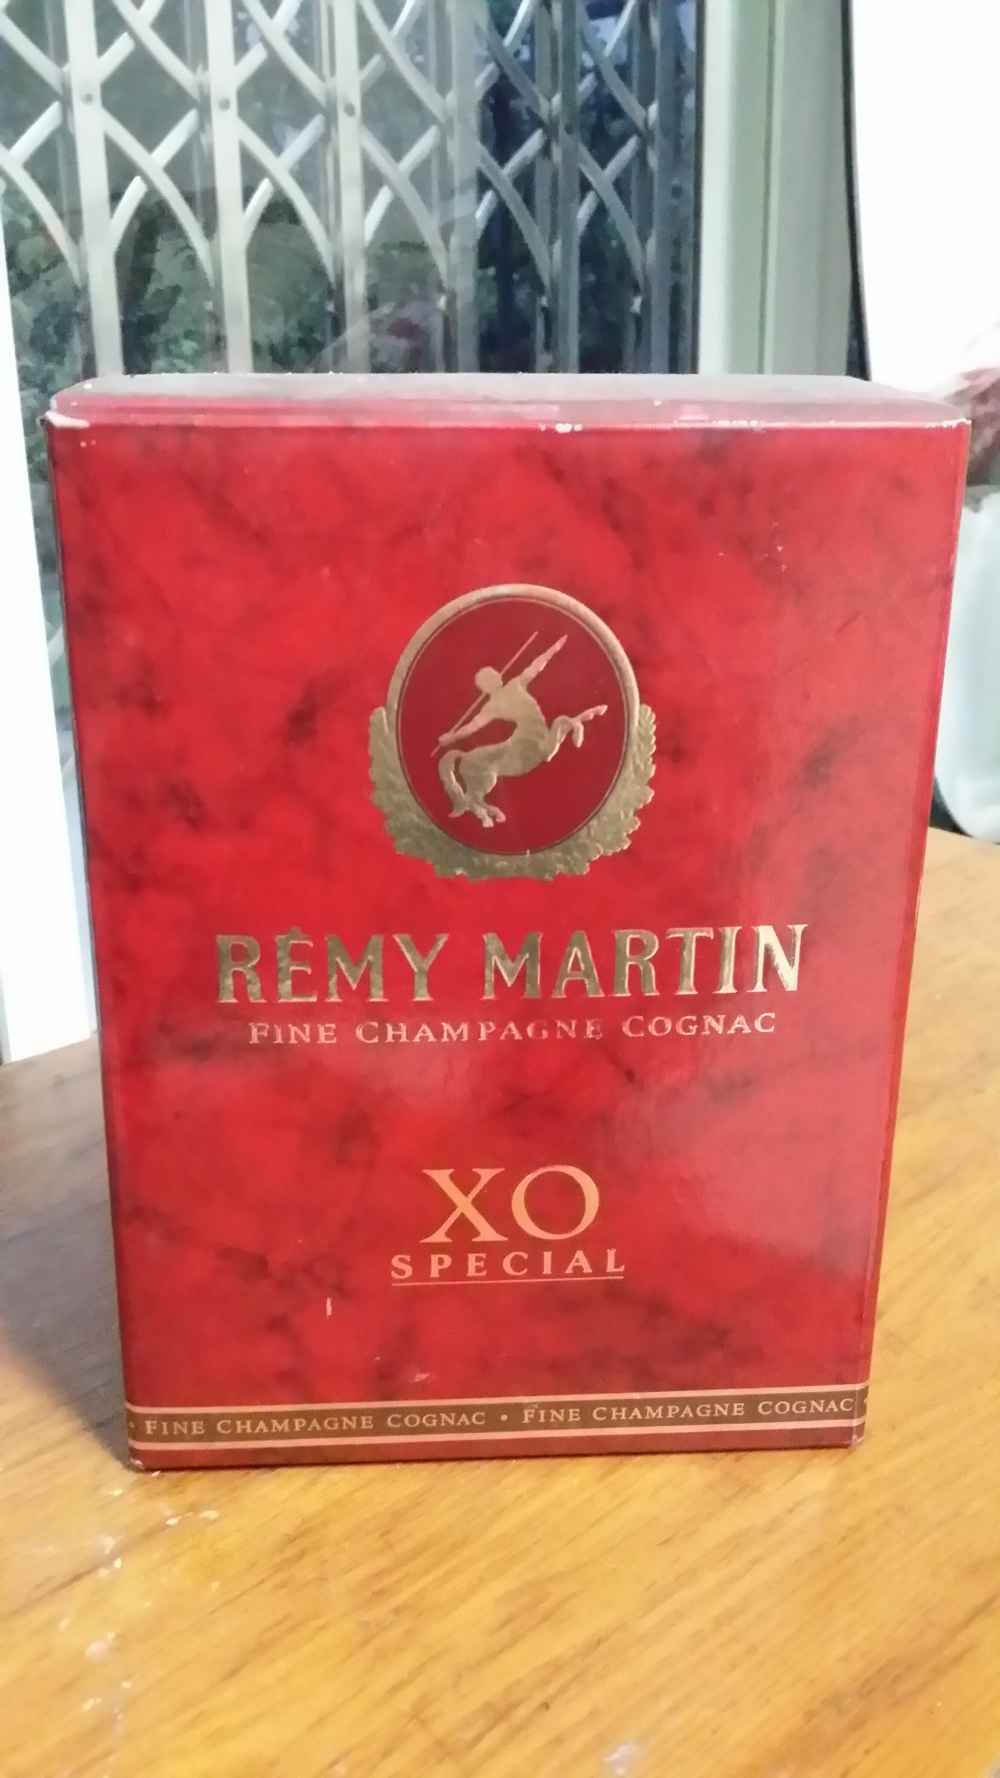 RÉMY MARTIN
FINE CHAMPAGNE COGNAC
XO
SPECIAL
• FINE CHAMPAGNE COGNAC • FINE CHAMPAGNE COGNAC •